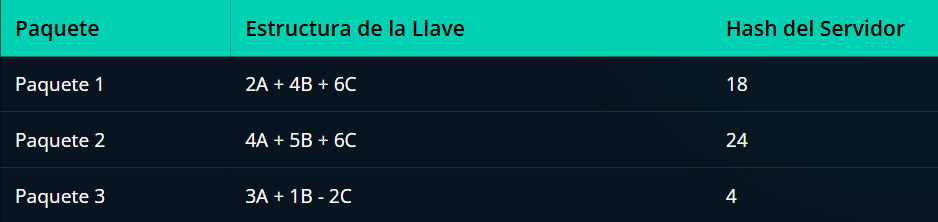 Paquete Estructura de la Llave Hash del Servidor
Paquete 1 2A + 4B + 6C 18
Paquete 2 4A + 5B + 6C 24
Paquete 3 3A + 1B - 2C 4